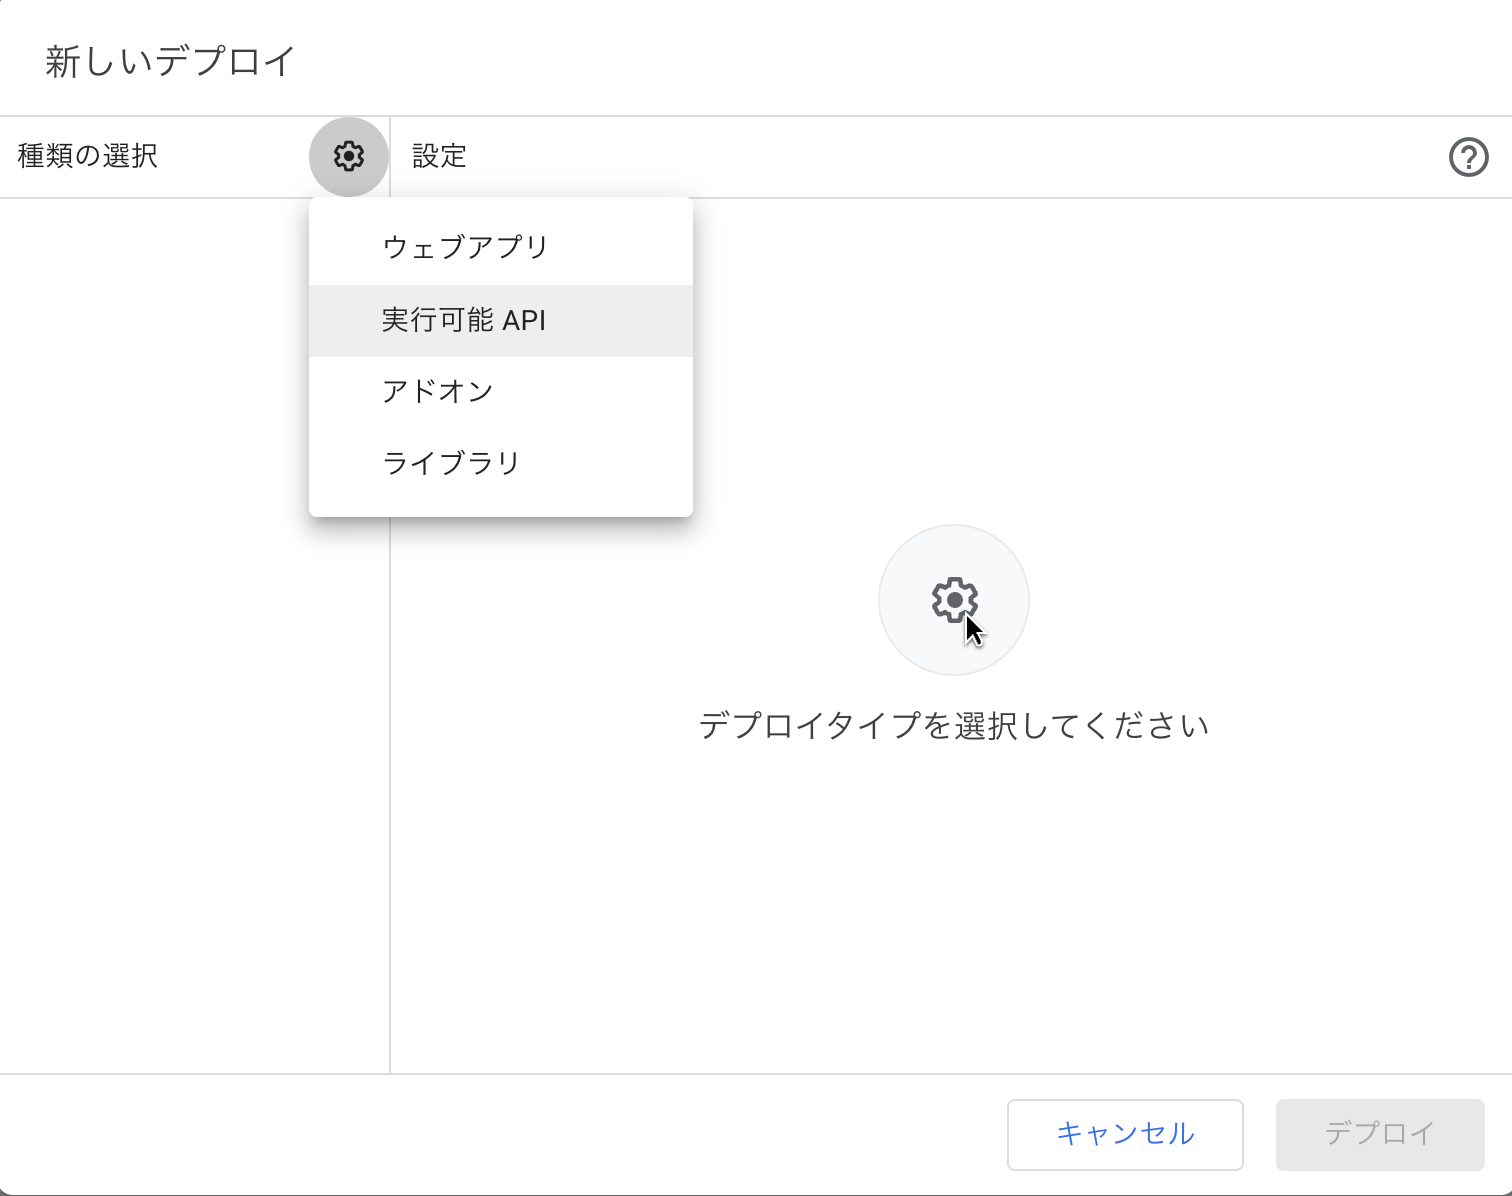 新しいデプロイ
種類の選択
設定
ウェブアプリ
実行可能 API
アドオン
ライブラリ
デプロイタイプを選択してください
キャンセル
デプロイ